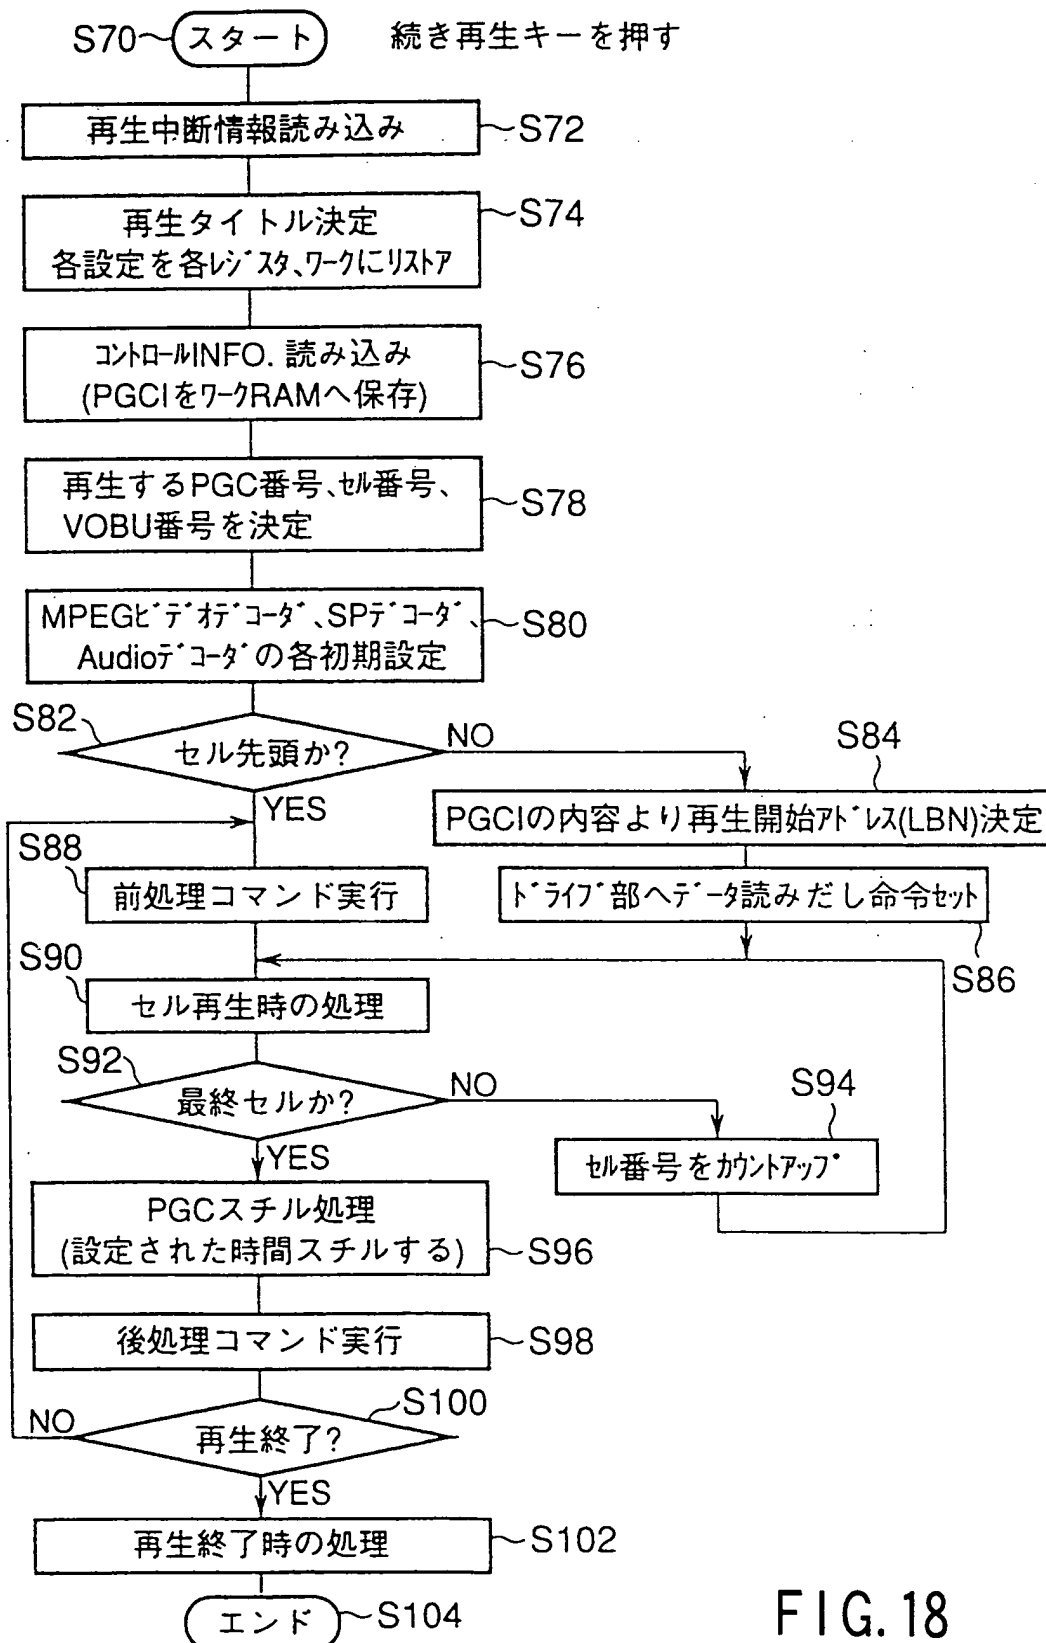 S70 スタート 続き再生キーを押す
再生中断情報読み込み S72
再生タイトル決定 S74
各設定を各ﾚｼﾞｽﾀ､ﾜｰｸにリストア
ｺﾝﾄﾛｰﾙINFO. 読み込み S76
(PGCIをﾜｰｸRAMへ保存)
再生するPGC番号､ｾﾙ番号､ S78
VOBU番号を決定
MPEGﾋﾞﾃﾞｵﾃﾞｺｰﾀﾞ､SPﾃﾞｺｰﾀﾞ､ S80
Audioﾃﾞｺｰﾀﾞの各初期設定
S82 セル先頭か? NO
YES
S84
PGCIの内容より再生開始ｱﾄﾞﾚｽ(LBN)決定
S88
前処理コマンド実行
ﾄﾞﾗｲﾌﾞ部へﾃﾞｰﾀ読みだし命令ｾｯﾄ
S86
S90
セル再生時の処理
S92 最終セルか? NO
YES
S94
ｾﾙ番号をｶｳﾝﾄｱｯﾌﾟ
PGCスチル処理
(設定された時間スチルする) S96
後処理コマンド実行 S98
S100
NO 再生終了?
YES
再生終了時の処理 S102
エンド S104
FIG. 18